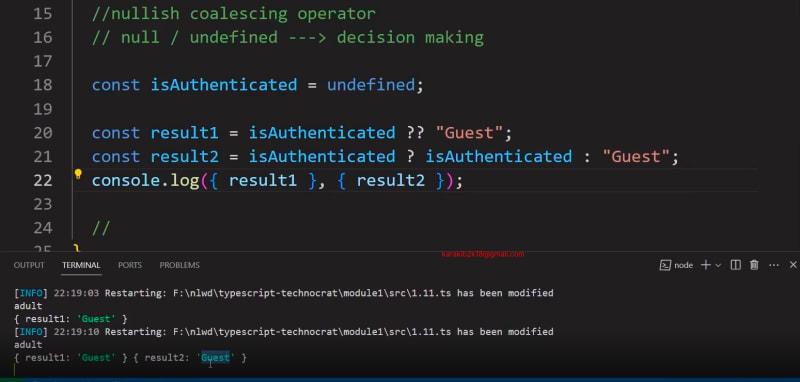 15 //nullish coalescing operator
16 // null / undefined ---> decision making
17
18 const isAuthenticated = undefined;
19
20 const result1 = isAuthenticated ?? "Guest";
21 const result2 = isAuthenticated ? isAuthenticated : "Guest";
22 console.log({ result1 }, { result2 });
23
24 //
25 }
karakib2k18@gmail.com
OUTPUT TERMINAL PORTS PROBLEMS node
[INFO] 22:19:03 Restarting: F:\nlwd\typescript-technocrat\module1\src\1.11.ts has been modified
adult
{ result1: 'Guest' }
[INFO] 22:19:10 Restarting: F:\nlwd\typescript-technocrat\module1\src\1.11.ts has been modified
adult
{ result1: 'Guest' } { result2: 'Guest' }